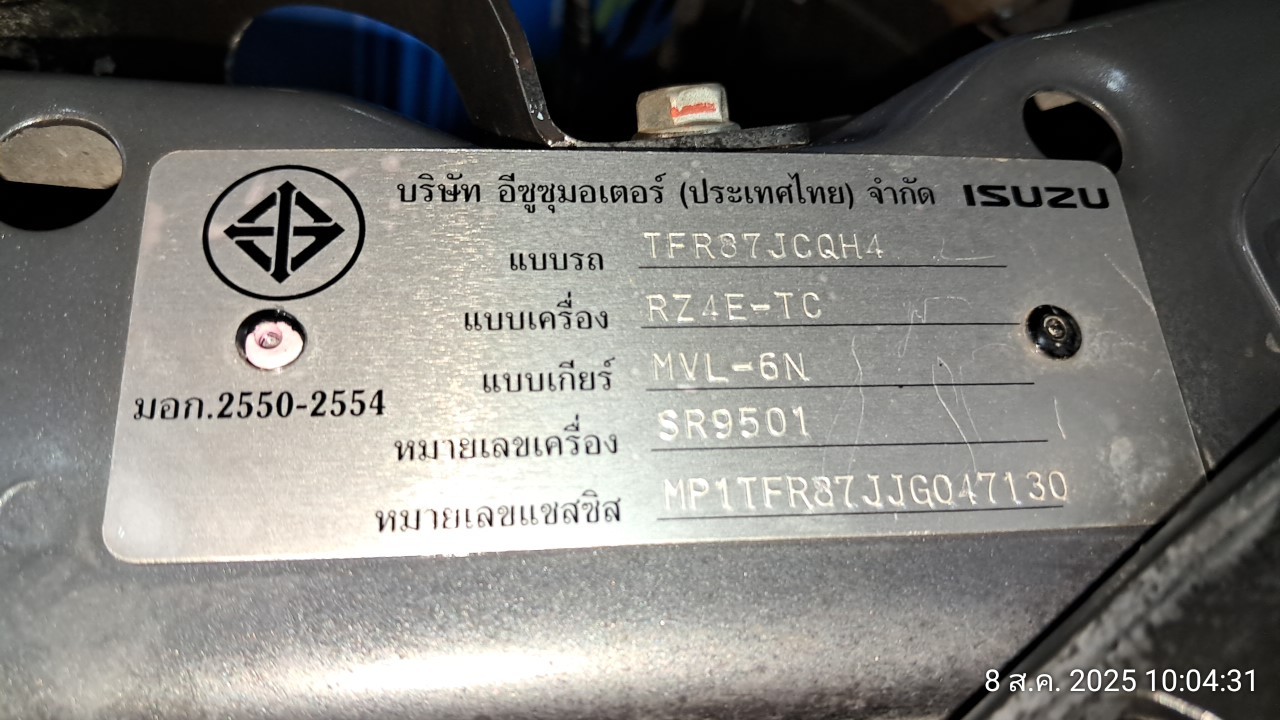 บริษัท อีซูซุมอเตอร์ (ประเทศไทย) จำกัด ISUZU
แบบรถ TFR87JCQH4
แบบเครื่อง RZ4E-TC
แบบเกียร์ MVL-6N
มอก.2550-2554
หมายเลขเครื่อง SR9501
หมายเลขแชสซิส MP1TFR87JJG047130
8 ส.ค. 2025 10:04:31